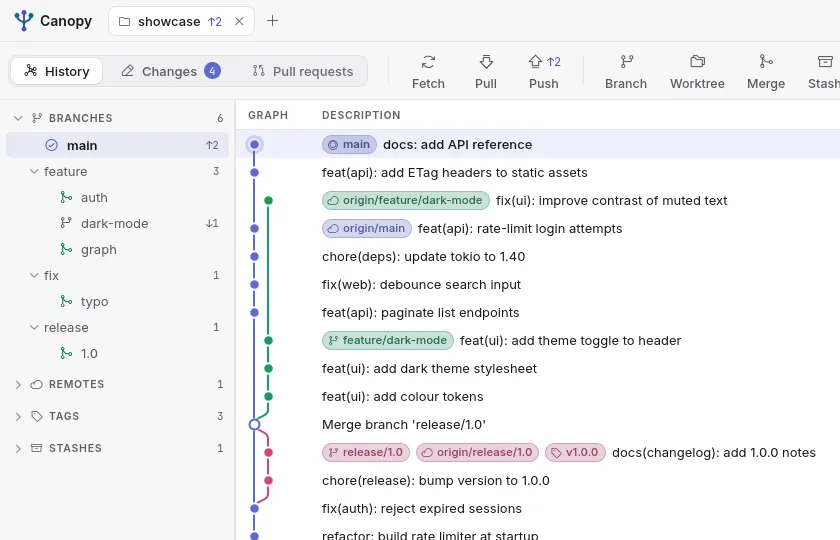 Canopy showcase ↑2
History Changes 4 Pull requests Fetch Pull Push ↑2 Branch Worktree Merge
BRANCHES 6
main ↑2
feature 3
auth
dark-mode ↓1
graph
fix 1
typo
release 1
1.0
REMOTES 1
TAGS 3
STASHES 1
GRAPH DESCRIPTION
main docs: add API reference
feat(api): add ETag headers to static assets
origin/feature/dark-mode fix(ui): improve contrast of muted text
origin/main feat(api): rate-limit login attempts
chore(deps): update tokio to 1.40
fix(web): debounce search input
feat(api): paginate list endpoints
feature/dark-mode feat(ui): add theme toggle to header
feat(ui): add dark theme stylesheet
feat(ui): add colour tokens
Merge branch 'release/1.0'
release/1.0 origin/release/1.0 v1.0.0 docs(changelog): add 1.0.0 notes
chore(release): bump version to 1.0.0
fix(auth): reject expired sessions
refactor: build rate limiter at startup